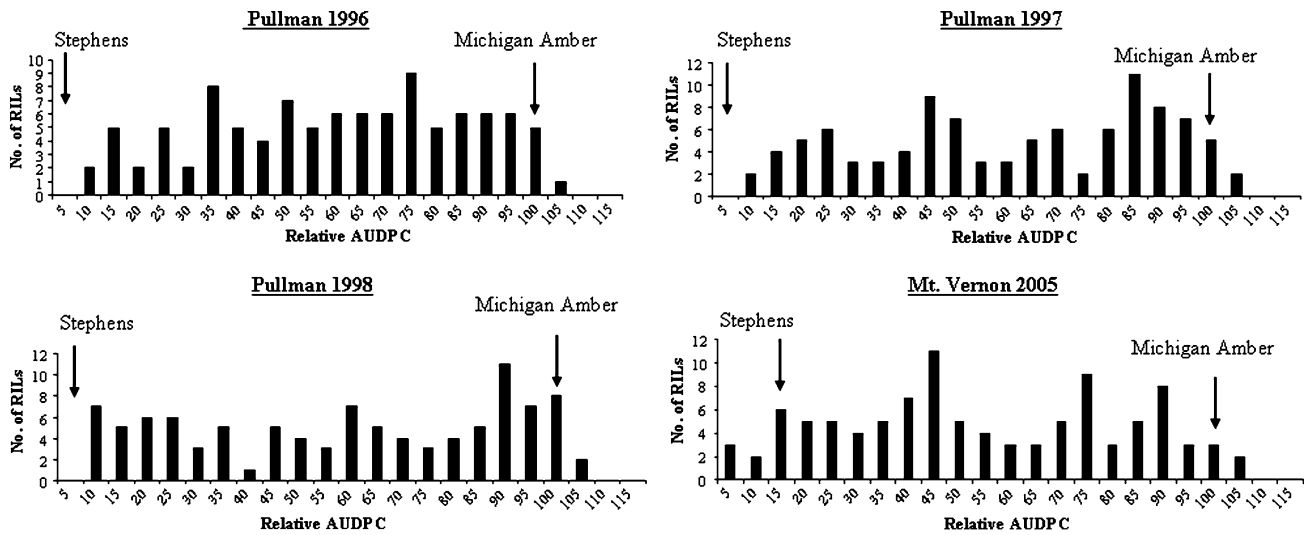 Pullman 1996
Stephens
Michigan Amber
No. of RILs
10
9
8
7
6
5
4
3
2
1
0
5 10 15 20 25 30 35 40 45 50 55 60 65 70 75 80 85 90 95 100 105 110 115
Relative AUDPC
Pullman 1997
Stephens
Michigan Amber
No. of RILs
12
10
8
6
4
2
0
5 10 15 20 25 30 35 40 45 50 55 60 65 70 75 80 85 90 95 100 105 110 115
Relative AUDPC
Pullman 1998
Stephens
Michigan Amber
No. of RILs
12
10
8
6
4
2
0
5 10 15 20 25 30 35 40 45 50 55 60 65 70 75 80 85 90 95 100 105 110 115
Relative AUDPC
Mt. Vernon 2005
Stephens
Michigan Amber
No. of RILs
12
10
8
6
4
2
0
5 10 15 20 25 30 35 40 45 50 55 60 65 70 75 80 85 90 95 100 105 110 115
Relative AUDPC